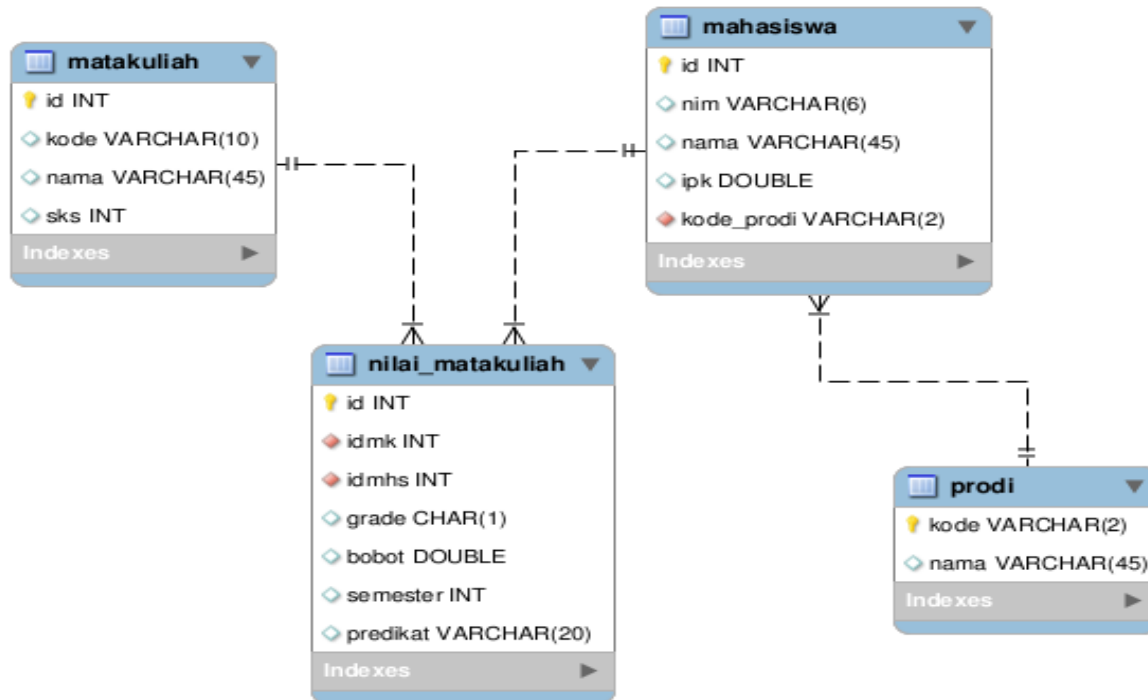 matakuliah
id INT
kode VARCHAR(10)
nama VARCHAR(45)
sks INT
Indexes
mahasiswa
id INT
nim VARCHAR(6)
nama VARCHAR(45)
ipk DOUBLE
kode_prodi VARCHAR(2)
Indexes
nilai_matakuliah
id INT
idmk INT
idmhs INT
grade CHAR(1)
bobot DOUBLE
semester INT
predikat VARCHAR(20)
Indexes
prodi
kode VARCHAR(2)
nama VARCHAR(45)
Indexes